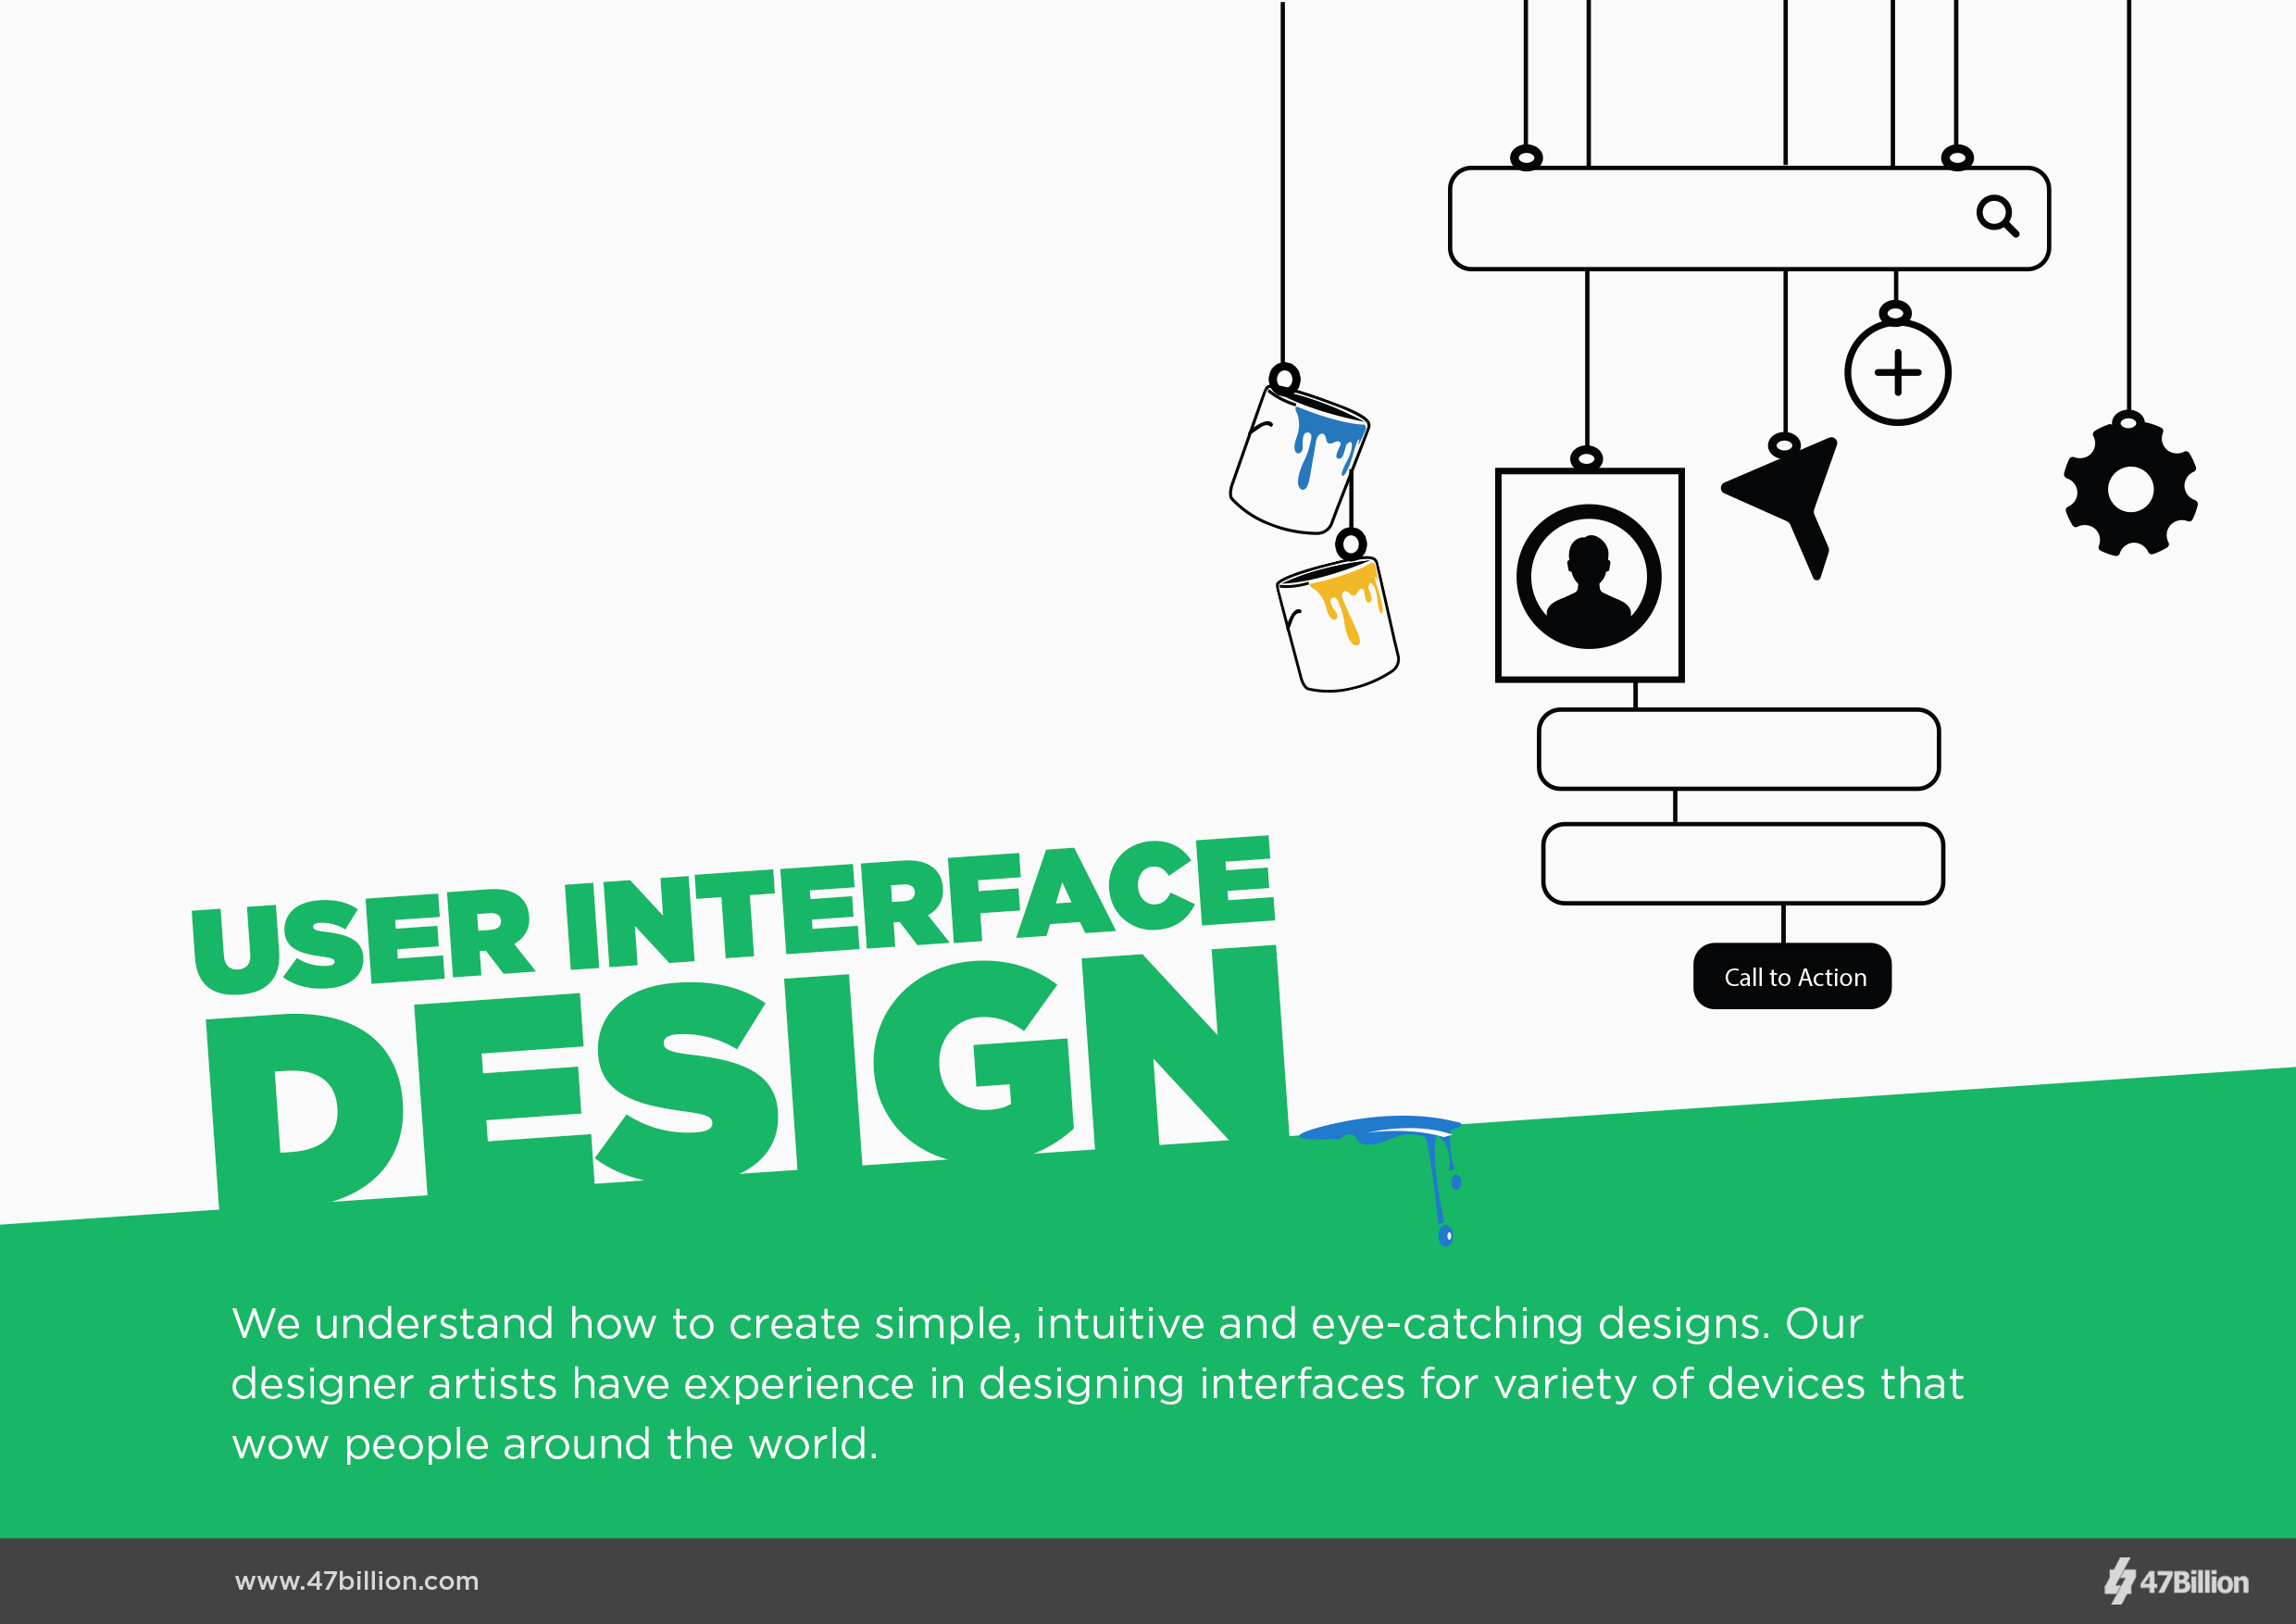 USER INTERFACE
DESIGN
Call to Action
We understand how to create simple, intuitive and eye-catching designs. Our
designer artists have experience in designing interfaces for variety of devices that
wow people around the world.
www.47billion.com
47Billion